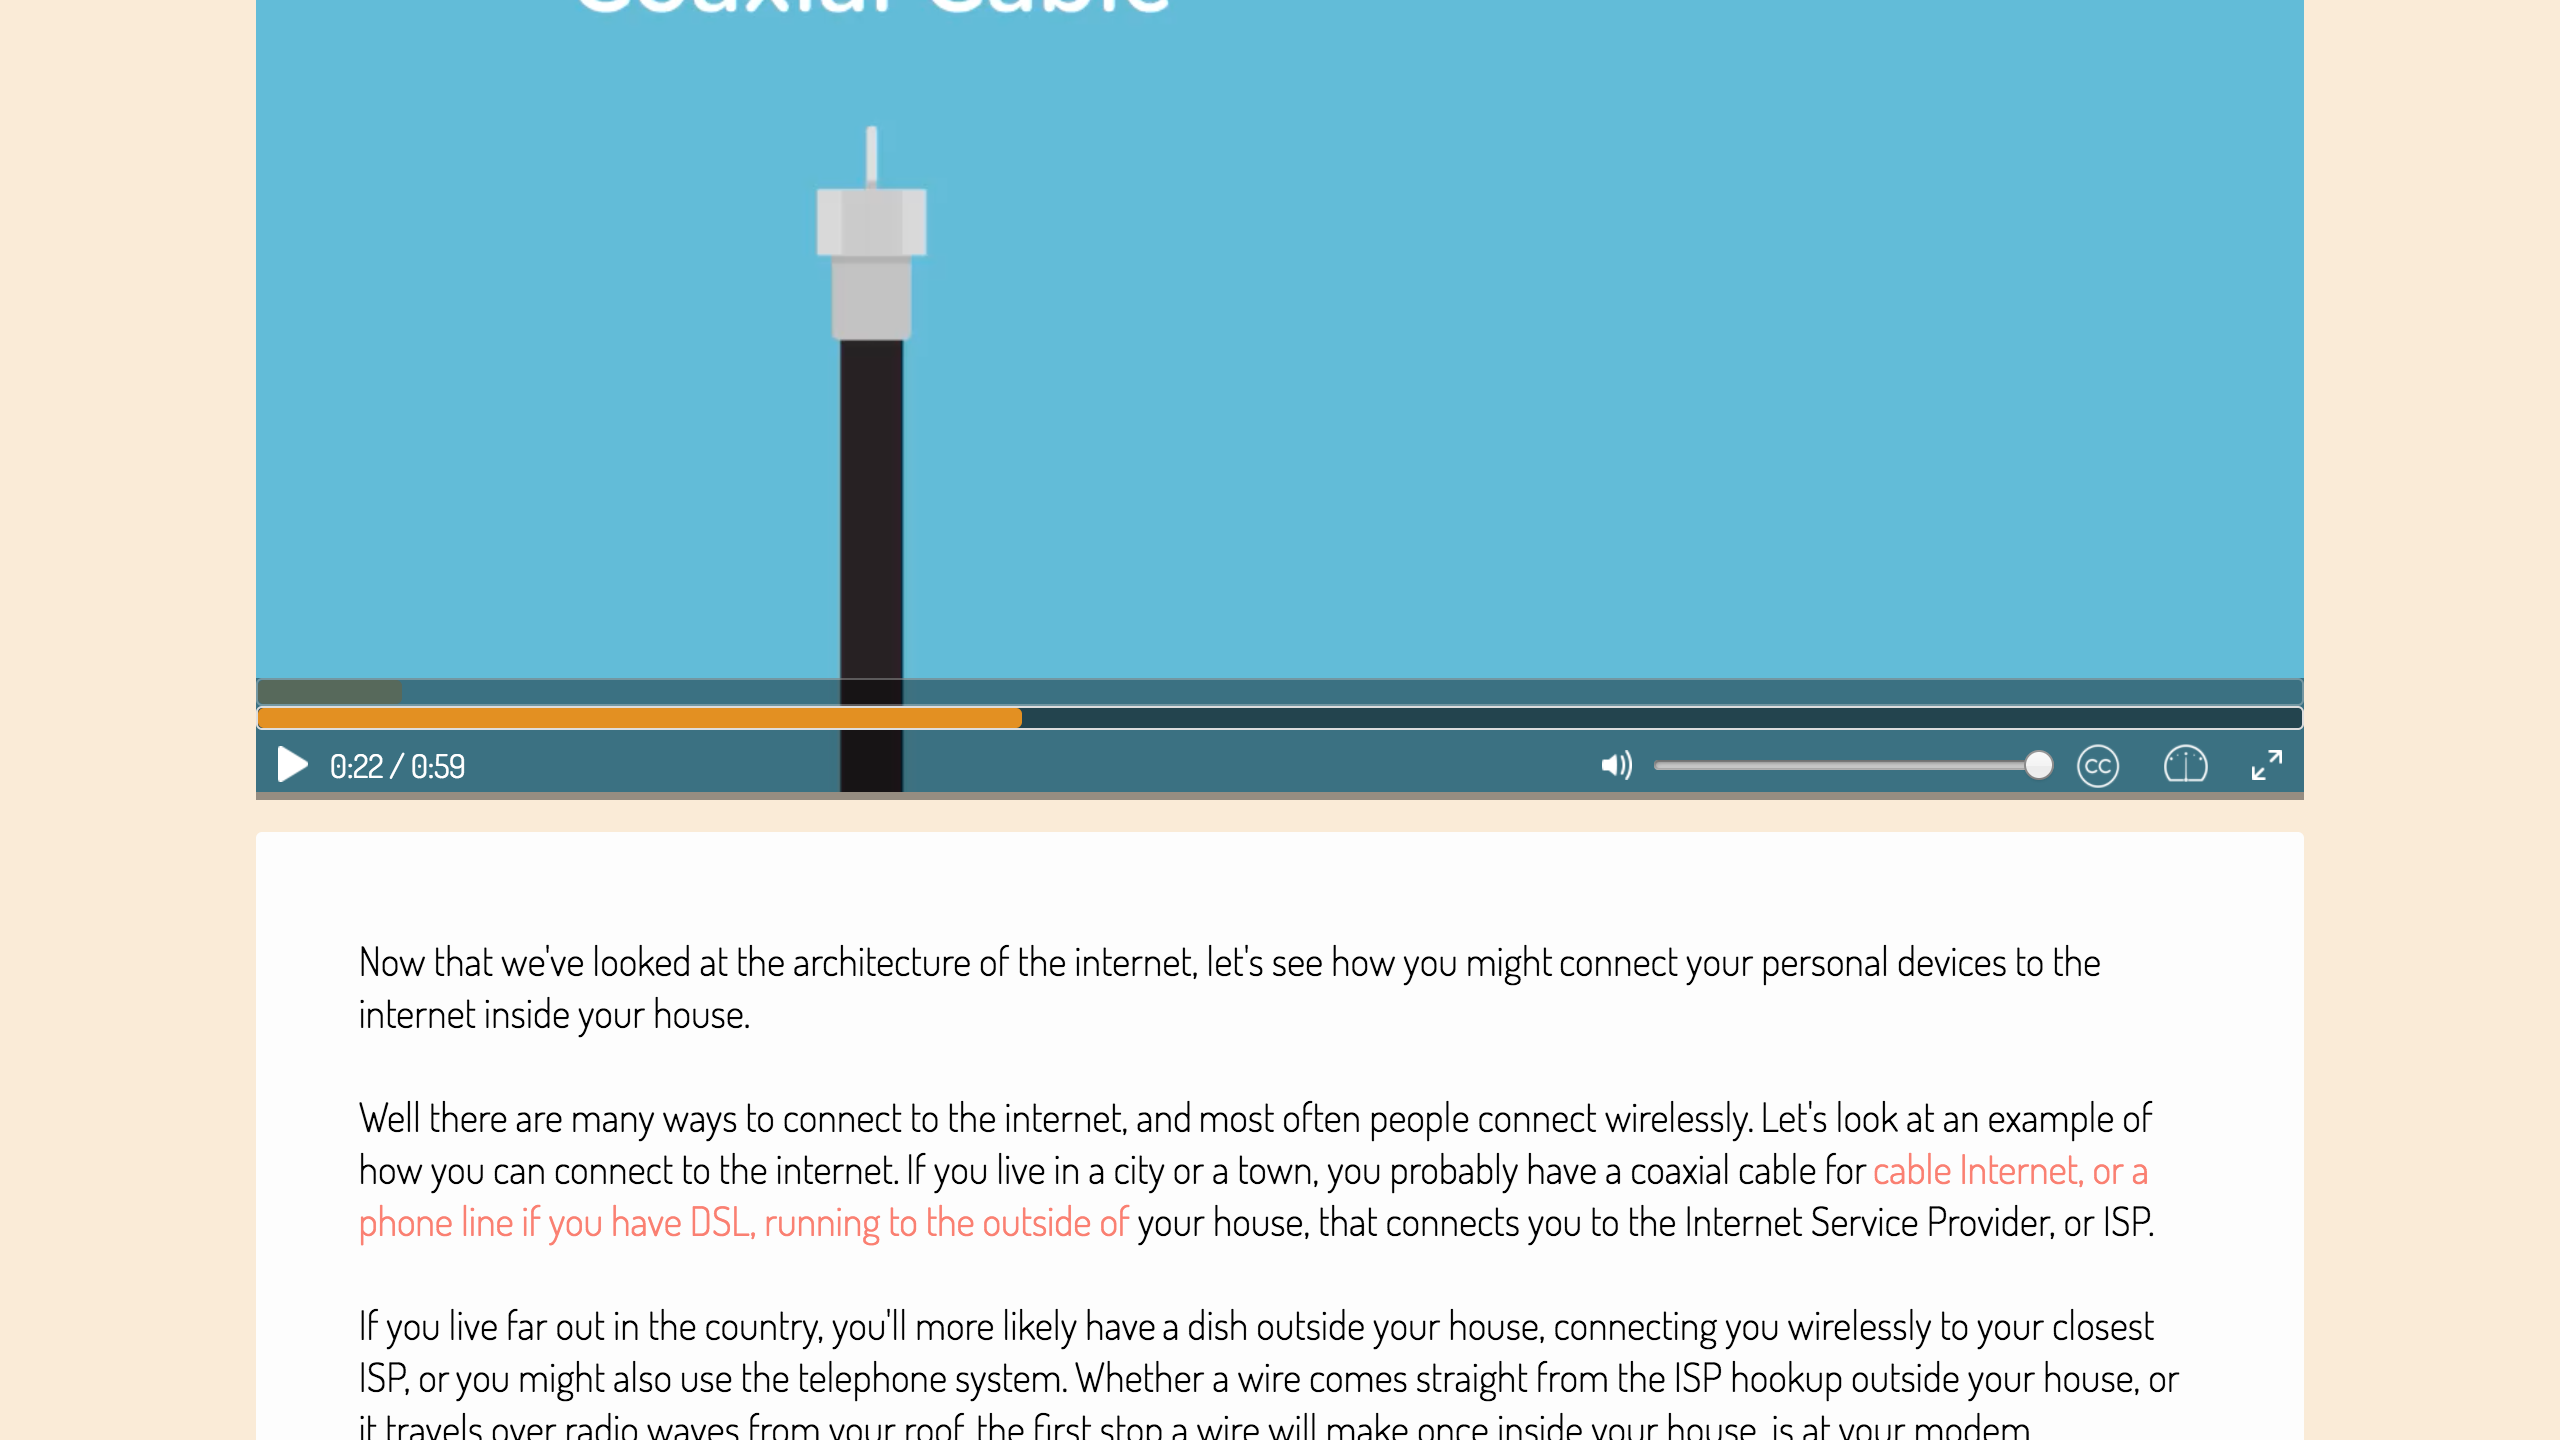 Coaxial Cable
0:22 / 0:59
CC
Now that we've looked at the architecture of the internet, let's see how you might connect your personal devices to the
internet inside your house.
Well there are many ways to connect to the internet, and most often people connect wirelessly. Let's look at an example of
how you can connect to the internet. If you live in a city or a town, you probably have a coaxial cable for cable Internet, or a
phone line if you have DSL, running to the outside of your house, that connects you to the Internet Service Provider, or ISP.
If you live far out in the country, you'll more likely have a dish outside your house, connecting you wirelessly to your closest
ISP, or you might also use the telephone system. Whether a wire comes straight from the ISP hookup outside your house, or
it travels over radio waves from your roof, the first stop a wire will make once inside your house, is at your modem.